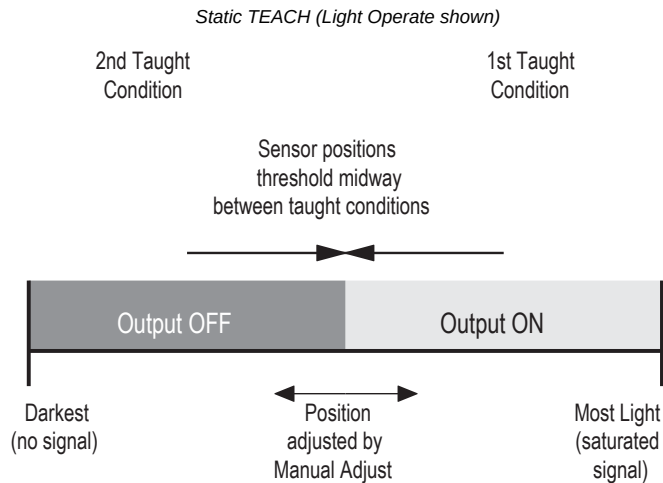 Static TEACH (Light Operate shown)
2nd Taught
Condition
1st Taught
Condition
Sensor positions
threshold midway
between taught conditions
Output OFF
Output ON
Darkest
(no signal)
Position
adjusted by
Manual Adjust
Most Light
(saturated
signal)